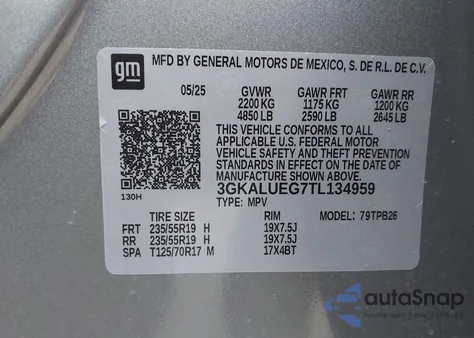 gm
MFD BY GENERAL MOTORS DE MEXICO, S. DE R.L. DE C.V.
05/25 GVWR GAWR FRT GAWR RR
2200 KG 1175 KG 1200 KG
4850 LB 2590 LB 2645 LB
THIS VEHICLE CONFORMS TO ALL
APPLICABLE U.S. FEDERAL MOTOR
VEHICLE SAFETY AND THEFT
PREVENTION STANDARDS IN
EFFECT ON THE DATE OF
MANUFACTURE SHOWN ABOVE.
3GKALUEG7TL134959
130H TYPE: MPV MODEL: 79TPB26
TIRE SIZE RIM
FRT 235/55R19 H 19X7.5J
RR 235/55R19 H 19X7.5J
SPA T125/70R17 M 17X4BT
autoSnap